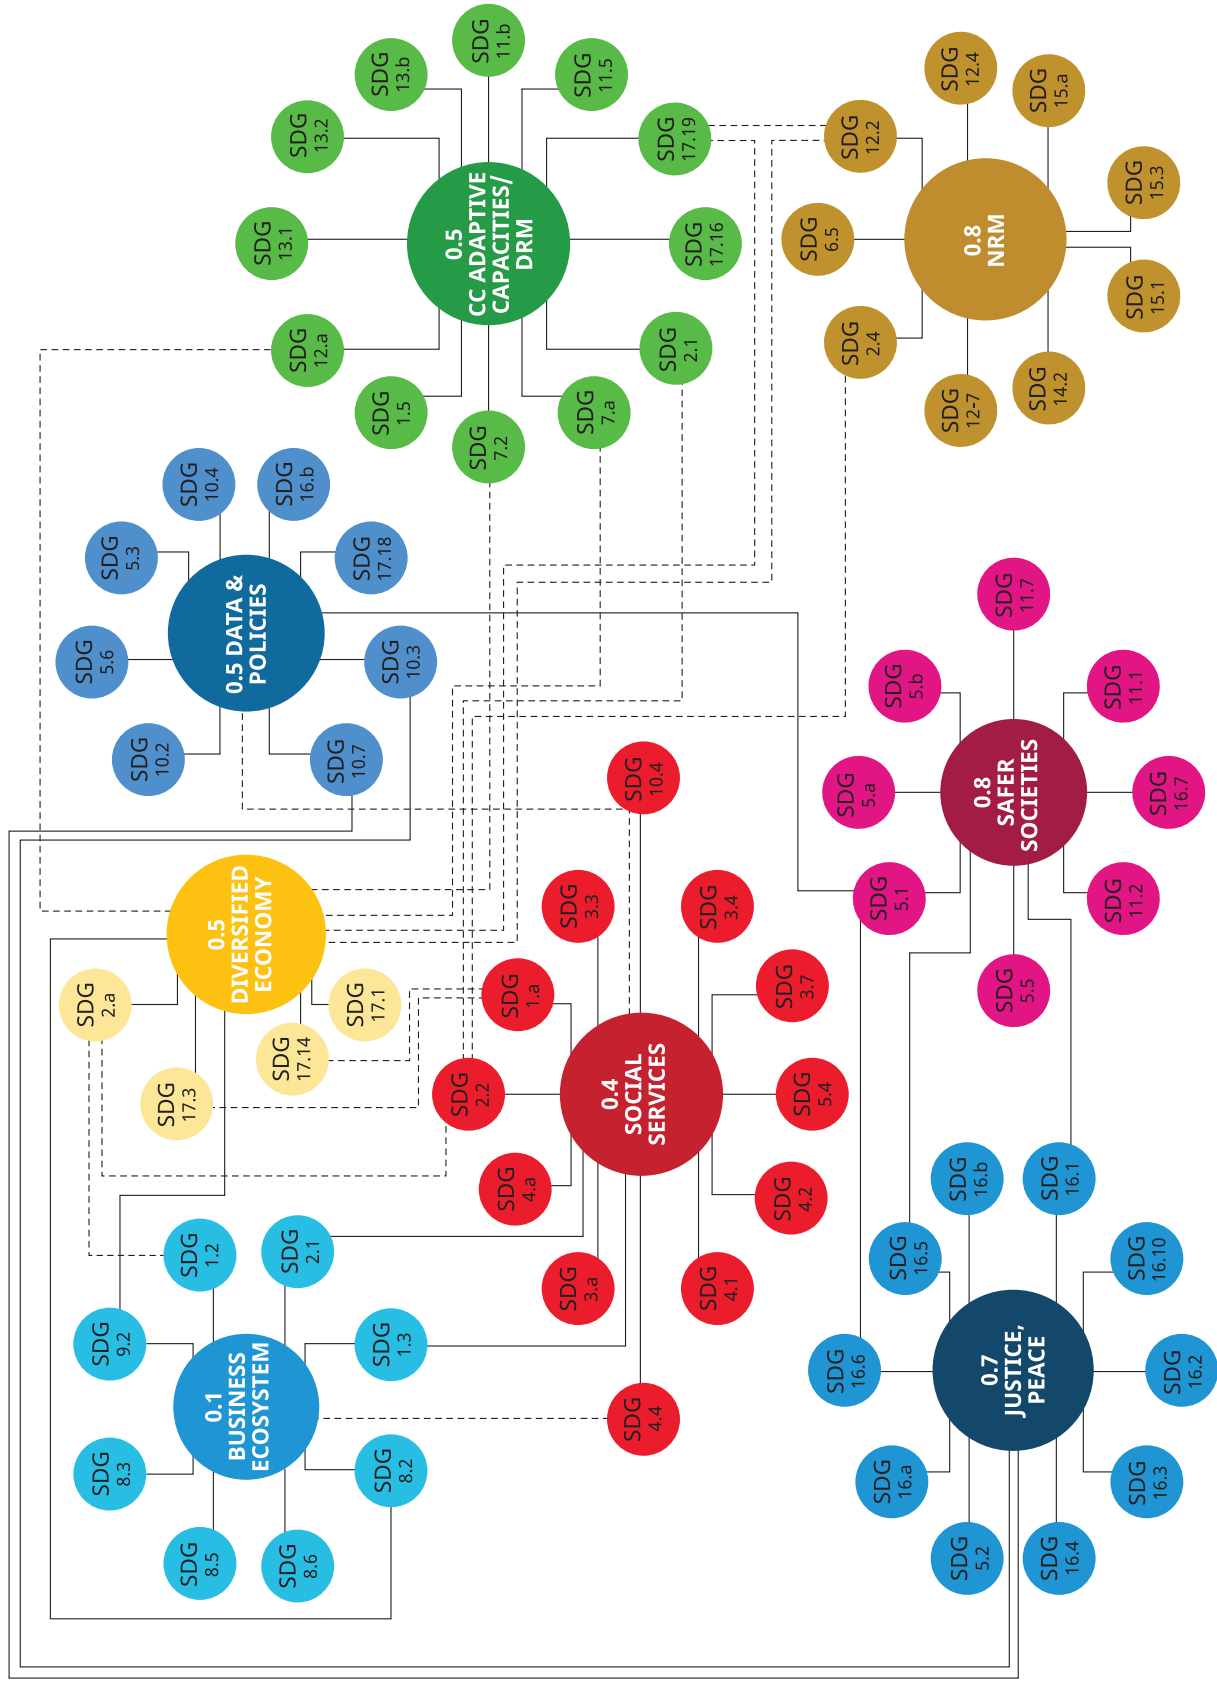 SDG
8.5
SDG
8.3
SDG
9.2
SDG
1.2
0.1
BUSINESS
ECOSYSTEM
SDG
8.6
SDG
8.2
SDG
1.3
SDG
2.1
SDG
2.a
SDG
17.3
0.5
DIVERSIFIED
ECONOMY
SDG
17.14
SDG
17.1
SDG
10.2
SDG
5.6
SDG
5.3
SDG
10.4
0.5 DATA &
POLICIES
SDG
10.7
SDG
10.3
SDG
17.18
SDG
16.b
SDG
13.1
SDG
12.a
SDG
13.2
SDG
1.5
SDG
13.b
0.5
CC ADAPTIVE
CAPACITIES/
DRM
SDG
7.2
SDG
11.b
SDG
7.a
SDG
11.5
SDG
2.1
SDG
17.19
SDG
17.16
SDG
2.2
SDG
4.a
SDG
1.a
SDG
3.a
SDG
3.3
0.4
SOCIAL
SERVICES
SDG
4.4
SDG
10.4
SDG
4.1
SDG
3.4
SDG
4.2
SDG
3.7
SDG
5.4
SDG
16.6
SDG
16.a
SDG
16.5
SDG
5.2
SDG
16.b
0.7
JUSTICE,
PEACE
SDG
16.4
SDG
16.1
SDG
16.3
SDG
16.10
SDG
16.2
SDG
5.a
SDG
5.1
SDG
5.b
0.8
SAFER
SOCIETIES
SDG
5.5
SDG
11.7
SDG
11.2
SDG
11.1
SDG
16.7
SDG
6.5
SDG
2.4
SDG
12.2
SDG
12-7
SDG
12.4
0.8
NRM
SDG
14.2
SDG
15.a
SDG
15.1
SDG
15.3